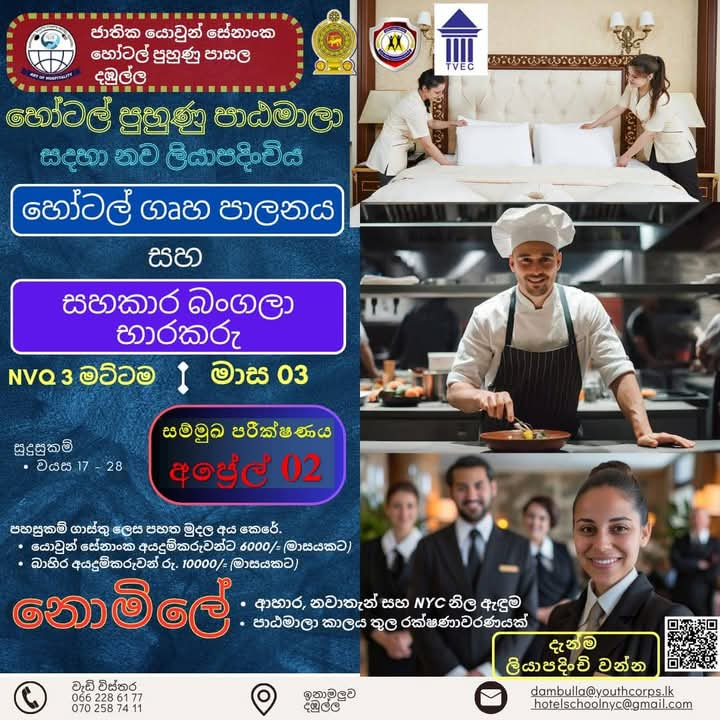 ජාතික යොවුන් සේනාංක
හෝටල් පුහුණු පාසල
දඹුල්ල
ART OF HOSPITALITY
TVEC
හෝටල් පුහුණු පාඨමාලා
සදහා නව ලියාපදිංචිය
හෝටල් ගෘහ පාලනය
සහ
සහකාර බංගලා
භාරකරු
NVQ 3 මට්ටම
මාස 03
සම්මුඛ පරීක්ෂණය
අප්‍රේල් 02
සුදුසුකම්
• වයස 17 - 28
පහසුකම් ගාස්තු ලෙස පහත මුදල අය කෙරේ.
• යොවුන් සේනාංක අයදුම්කරුවන්ට 6000/= (මාසයකට)
• බාහිර අයදුම්කරුවන් රු. 10000/= (මාසයකට)
නොමිලේ
• ආහාර, නවාතැන් සහ NYC නිල ඇඳුම
• පාඨමාලා කාලය තුල රක්ෂණාවරණයක්
දැන්ම
ලියාපදිංචි වන්න
වැඩි විස්තර
066 228 61 77
070 258 74 11
ඉනාමලුව
දඹුල්ල
dambulla@youthcorps.lk
hotelschoolnyc@gmail.com